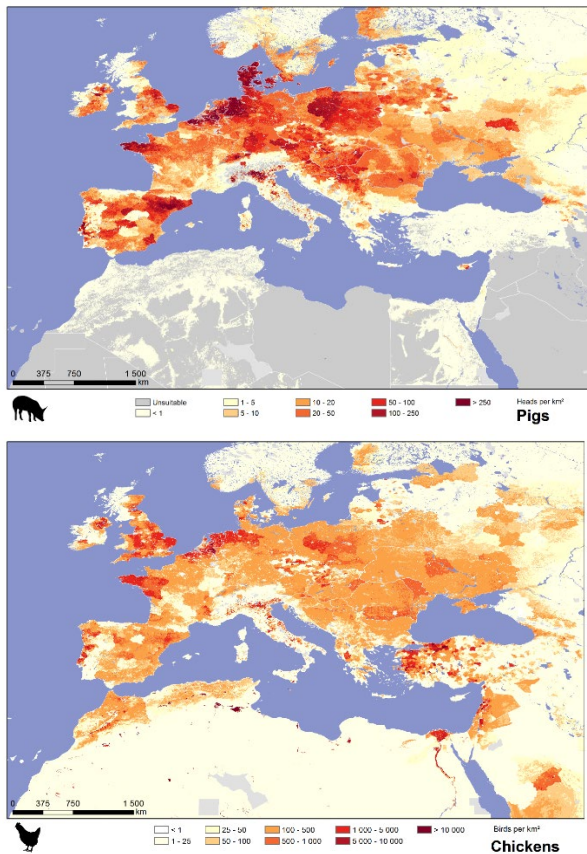 0 375 750 1 500
km
Unsuitable 1 - 5 10 - 20 50 - 100 > 250 Heads per km²
< 1 5 - 10 20 - 50 100 - 250 Pigs
0 375 750 1 500
km
< 1 25 - 50 100 - 500 1 000 - 5 000 > 10 000 Birds per km²
1 - 25 50 - 100 500 - 1 000 5 000 - 10 000 Chickens